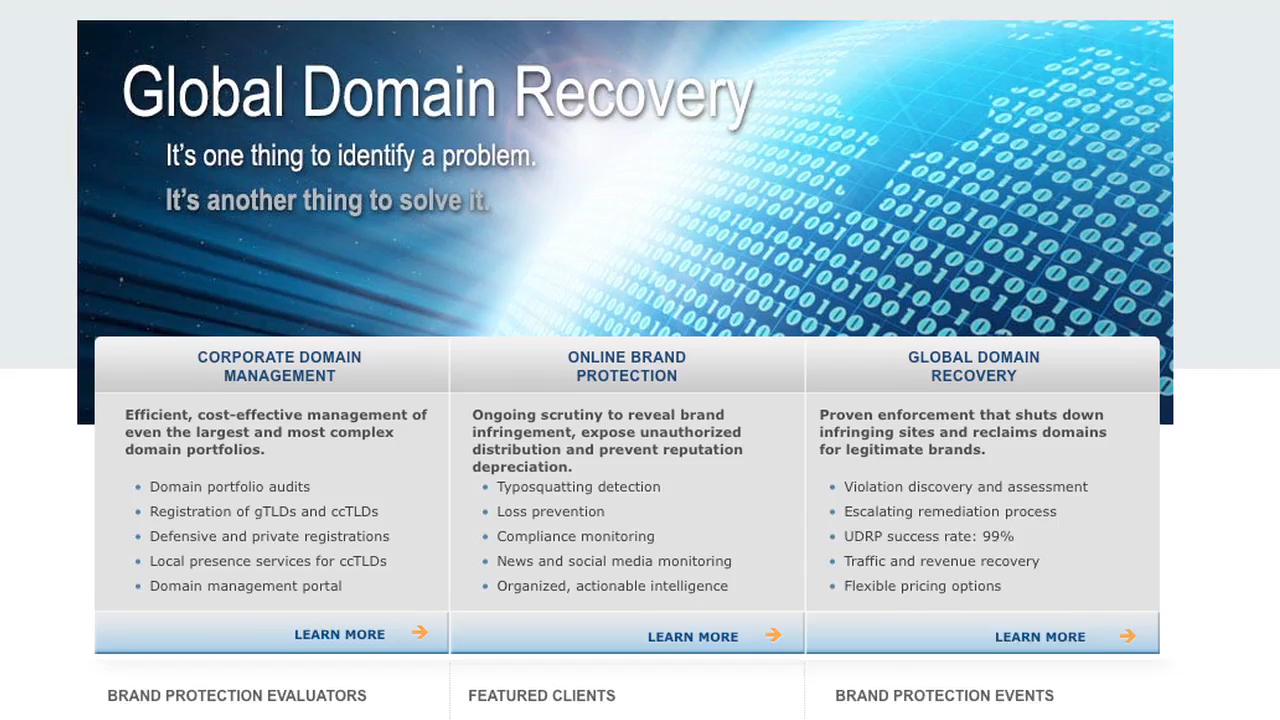 Global Domain Recovery
It's one thing to identify a problem.
It's another thing to solve it.
CORPORATE DOMAIN
MANAGEMENT
Efficient, cost-effective management of
even the largest and most complex
domain portfolios.
• Domain portfolio audits
• Registration of gTLDs and ccTLDs
• Defensive and private registrations
• Local presence services for ccTLDs
• Domain management portal
LEARN MORE
ONLINE BRAND
PROTECTION
Ongoing scrutiny to reveal brand
infringement, expose unauthorized
distribution and prevent reputation
depreciation.
• Typosquatting detection
• Loss prevention
• Compliance monitoring
• News and social media monitoring
• Organized, actionable intelligence
LEARN MORE
GLOBAL DOMAIN
RECOVERY
Proven enforcement that shuts down
infringing sites and reclaims domains
for legitimate brands.
• Violation discovery and assessment
• Escalating remediation process
• UDRP success rate: 99%
• Traffic and revenue recovery
• Flexible pricing options
LEARN MORE
BRAND PROTECTION EVALUATORS
FEATURED CLIENTS
BRAND PROTECTION EVENTS